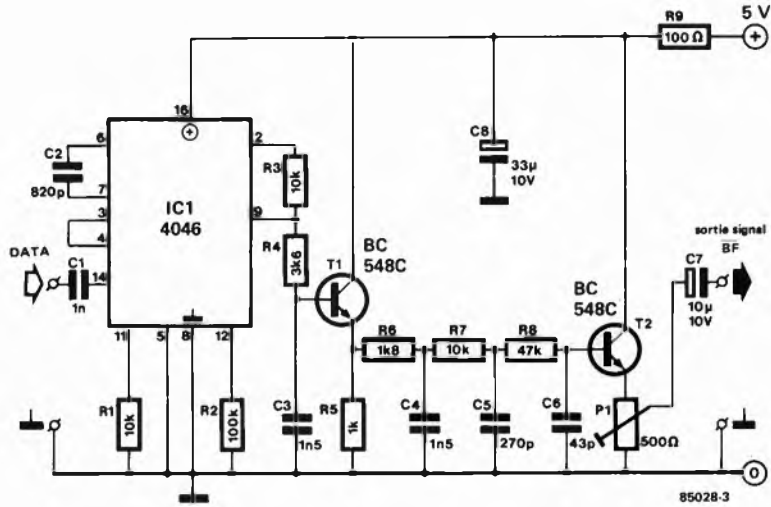 R9
5 V
100 Ω
+
16
+
6
2
C2
820p
7
R3
10k
C8
33µ
10V
IC1
4046
3
9
4
R4
3k6
T1
BC
548C
sortie signal
BF
DATA
C1
1n
14
C7
10µ
10V
BC
548C
T2
R6
1k8
R7
10k
R8
47k
11
5
8
12
R1
10k
R2
100k
C3
1n5
R5
1k
C4
1n5
C5
270p
C6
43p
P1
500Ω
0
85028-3